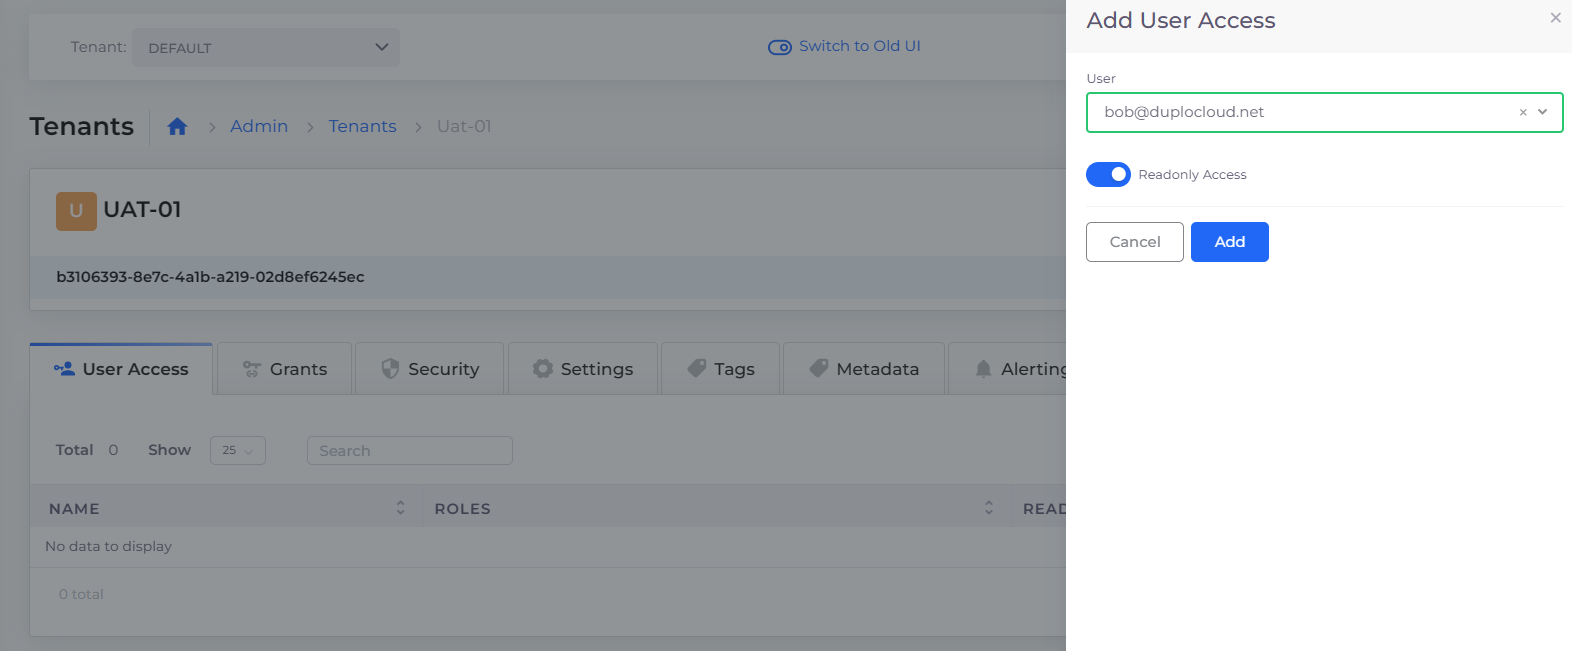 Tenant: DEFAULT
Switch to Old UI
Tenants
Admin > Tenants > Uat-01
U UAT-01
b3106393-8e7c-4a1b-a219-02d8ef6245ec
User Access Grants Security Settings Tags Metadata Alerting
Total 0 Show 25 Search
NAME ROLES READ
No data to display
0 total
Add User Access ×
User
bob@duplocloud.net ×
Readonly Access
Cancel Add